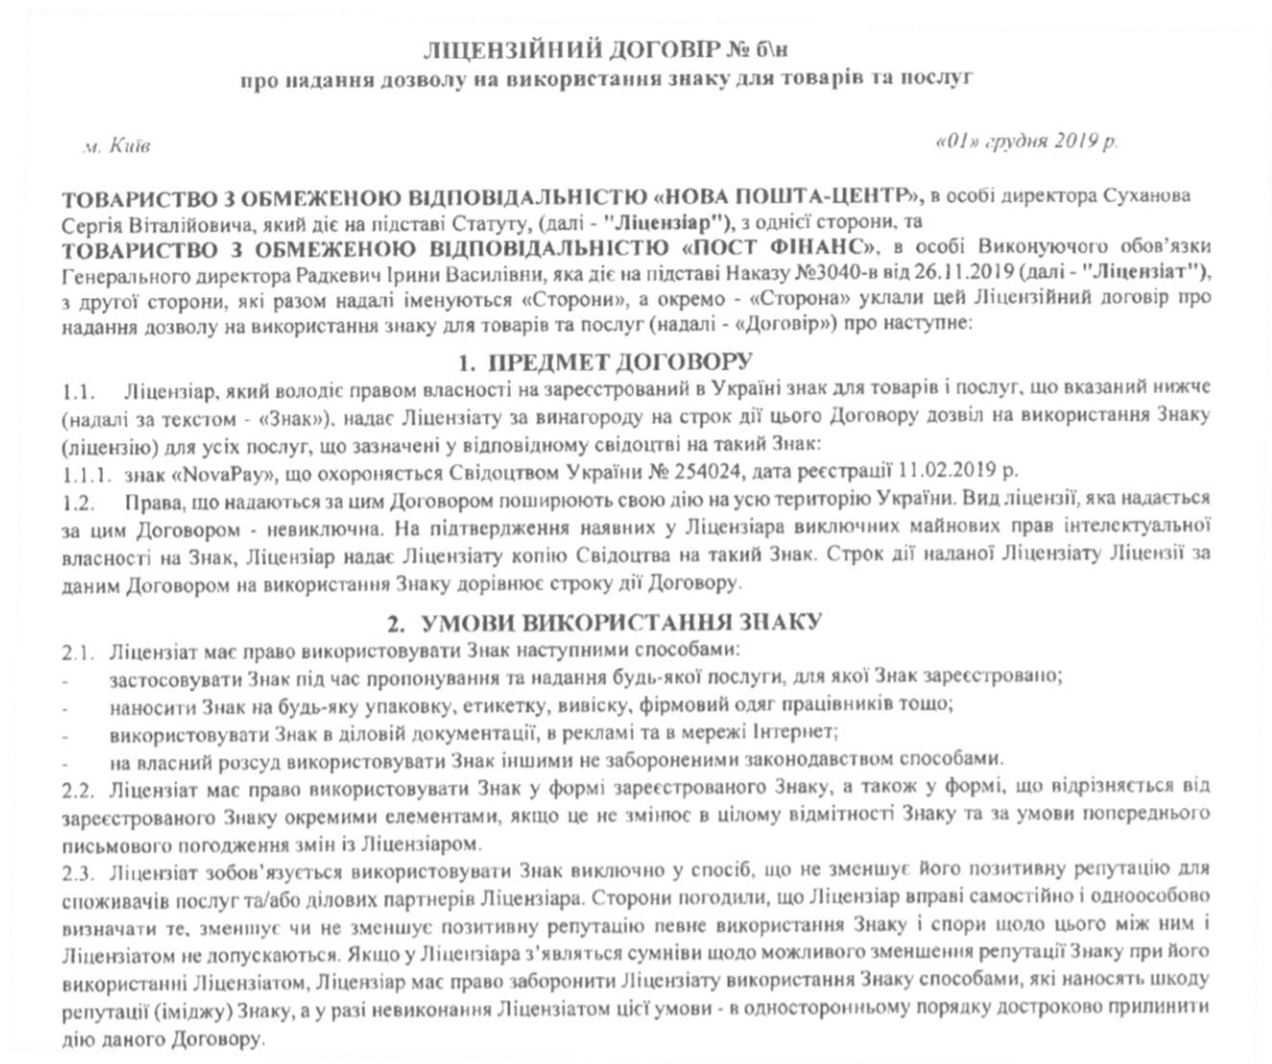 ЛІЦЕНЗІЙНИЙ ДОГОВІР № б\н
про надання дозволу на використання знаку для товарів та послуг
м. Київ «01» грудня 2019 р.
ТОВАРИСТВО З ОБМЕЖЕНОЮ ВІДПОВІДАЛЬНІСТЮ «НОВА ПОШТА-ЦЕНТР», в особі директора Суханова
Сергія Віталійовича, який діє на підставі Статуту, (далі - "Ліцензіар"), з однієї сторони, та
ТОВАРИСТВО З ОБМЕЖЕНОЮ ВІДПОВІДАЛЬНІСТЮ «ПОСТ ФІНАНС», в особі Виконуючого обов’язки
Генерального директора Радкевич Ірини Василівни, яка діє на підставі Наказу №3040-в від 26.11.2019 (далі - "Ліцензіат"),
з другої сторони, які разом надалі іменуються «Сторони», а окремо - «Сторона» уклали цей Ліцензійний договір про
надання дозволу на використання знаку для товарів та послуг (надалі - «Договір») про наступне:
1. ПРЕДМЕТ ДОГОВОРУ
1.1. Ліцензіар, який володіє правом власності на зареєстрований в Україні знак для товарів і послуг, що вказаний нижче
(надалі за текстом - «Знак»), надає Ліцензіату за винагороду на строк дії цього Договору дозвіл на використання Знаку
(ліцензію) для усіх послуг, що зазначені у відповідному свідоцтві на такий Знак:
1.1.1. знак «NovaPay», що охороняється Свідоцтвом України № 254024, дата реєстрації 11.02.2019 р.
1.2. Права, що надаються за цим Договором поширюють свою дію на усю територію України. Вид ліцензії, яка надається
за цим Договором - невиключна. На підтвердження наявних у Ліцензіара виключних майнових прав інтелектуальної
власності на Знак, Ліцензіар надає Ліцензіату копію Свідоцтва на такий Знак. Строк дії наданої Ліцензіату Ліцензії за
даним Договором на використання Знаку дорівнює строку дії Договору.
2. УМОВИ ВИКОРИСТАННЯ ЗНАКУ
2.1. Ліцензіат має право використовувати Знак наступними способами:
- застосовувати Знак під час пропонування та надання будь-якої послуги, для якої Знак зареєстровано;
- наносити Знак на будь-яку упаковку, етикетку, вивіску, фірмовий одяг працівників тощо;
- використовувати Знак в діловій документації, в рекламі та в мережі Інтернет;
- на власний розсуд використовувати Знак іншими не забороненими законодавством способами.
2.2. Ліцензіат має право використовувати Знак у формі зареєстрованого Знаку, а також у формі, що відрізняється від
зареєстрованого Знаку окремими елементами, якщо це не змінює в цілому відмітності Знаку та за умови попереднього
письмового погодження змін із Ліцензіаром.
2.3. Ліцензіат зобов’язується використовувати Знак виключно у спосіб, що не зменшує його позитивну репутацію для
споживачів послуг та/або ділових партнерів Ліцензіара. Сторони погодили, що Ліцензіар вправі самостійно і одноособово
визначати те, зменшує чи не зменшує позитивну репутацію певне використання Знаку і спори щодо цього між ним і
Ліцензіатом не допускаються. Якщо у Ліцензіара з’являться сумніви щодо можливого зменшення репутації Знаку при його
використанні Ліцензіатом, Ліцензіар має право заборонити Ліцензіату використання Знаку способами, які наносять шкоду
репутації (іміджу) Знаку, а у разі невиконання Ліцензіатом цієї умови - в односторонньому порядку достроково припинити
дію даного Договору.